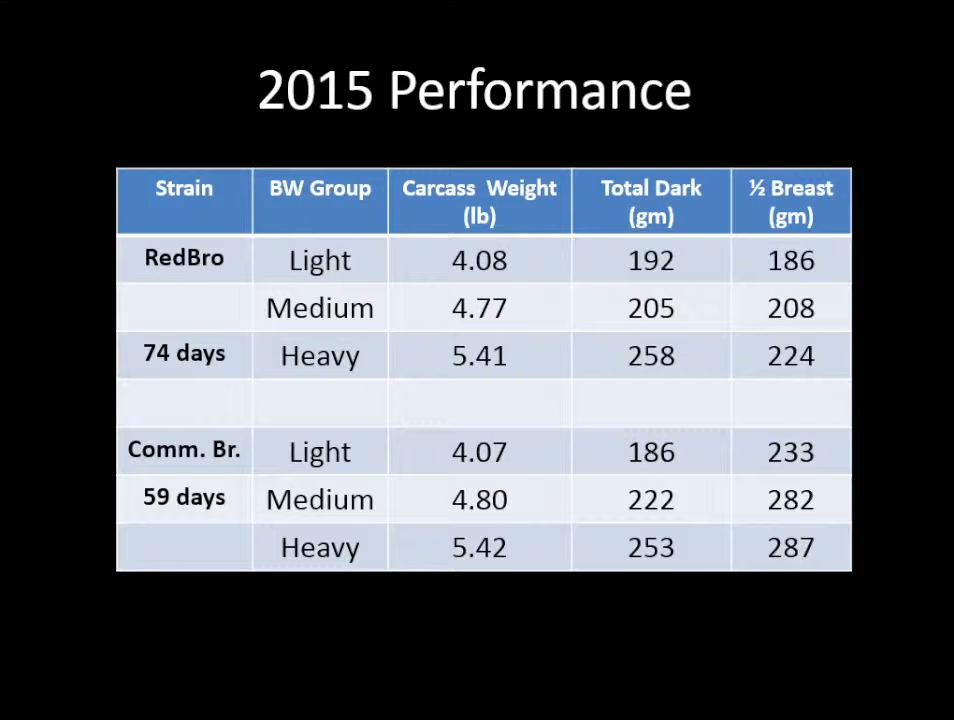 2015 Performance
Strain BW Group Carcass Weight (lb) Total Dark (gm) ½ Breast (gm)
RedBro Light 4.08 192 186
Medium 4.77 205 208
74 days Heavy 5.41 258 224
Comm. Br. Light 4.07 186 233
59 days Medium 4.80 222 282
Heavy 5.42 253 287